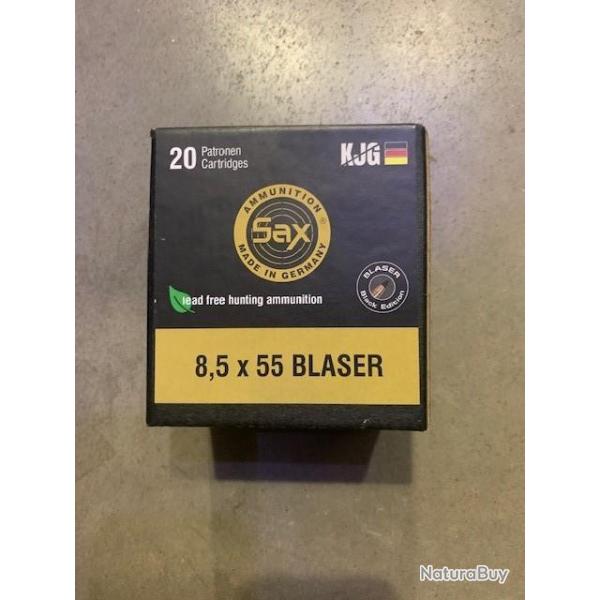 20 Patronen
Cartridges
KJG
AMMUNITION
Sax ®
MADE IN GERMANY
lead free hunting ammunition
BLASER
Black Edition
8,5 x 55 BLASER
NaturaBuy